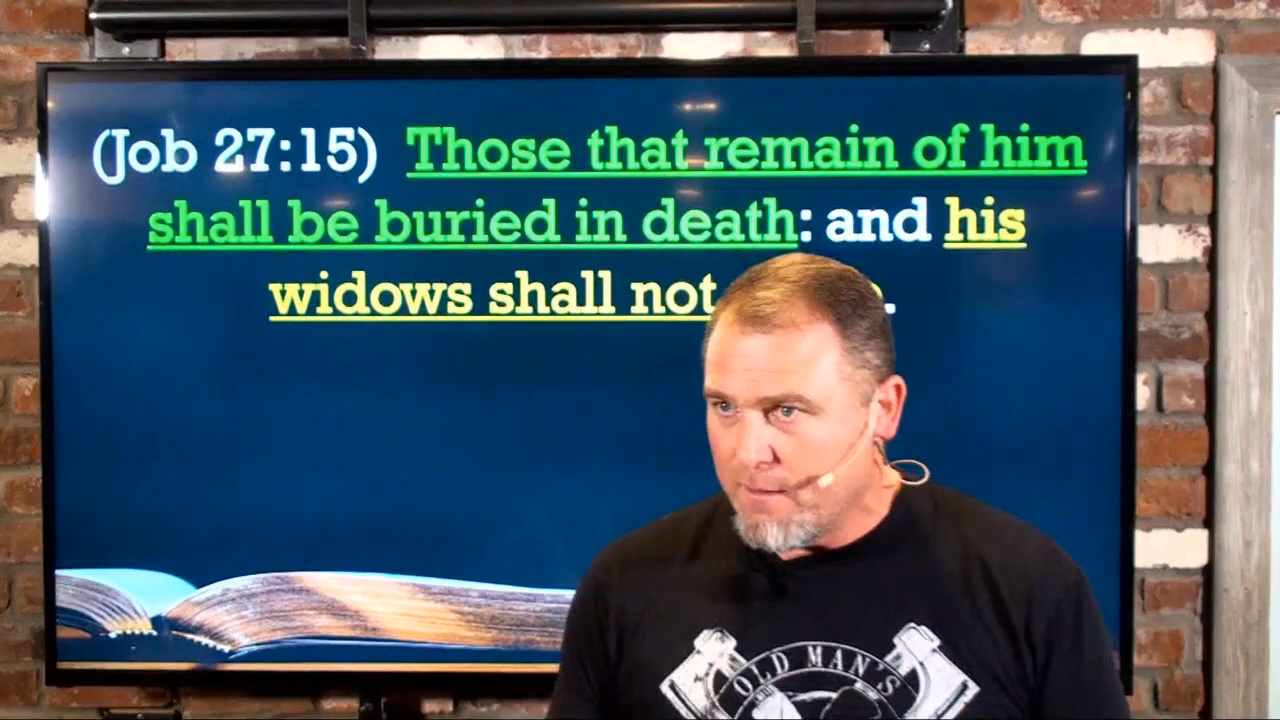 (Job 27:15) Those that remain of him
shall be buried in death: and his
widows shall not .
OLD MAN'S